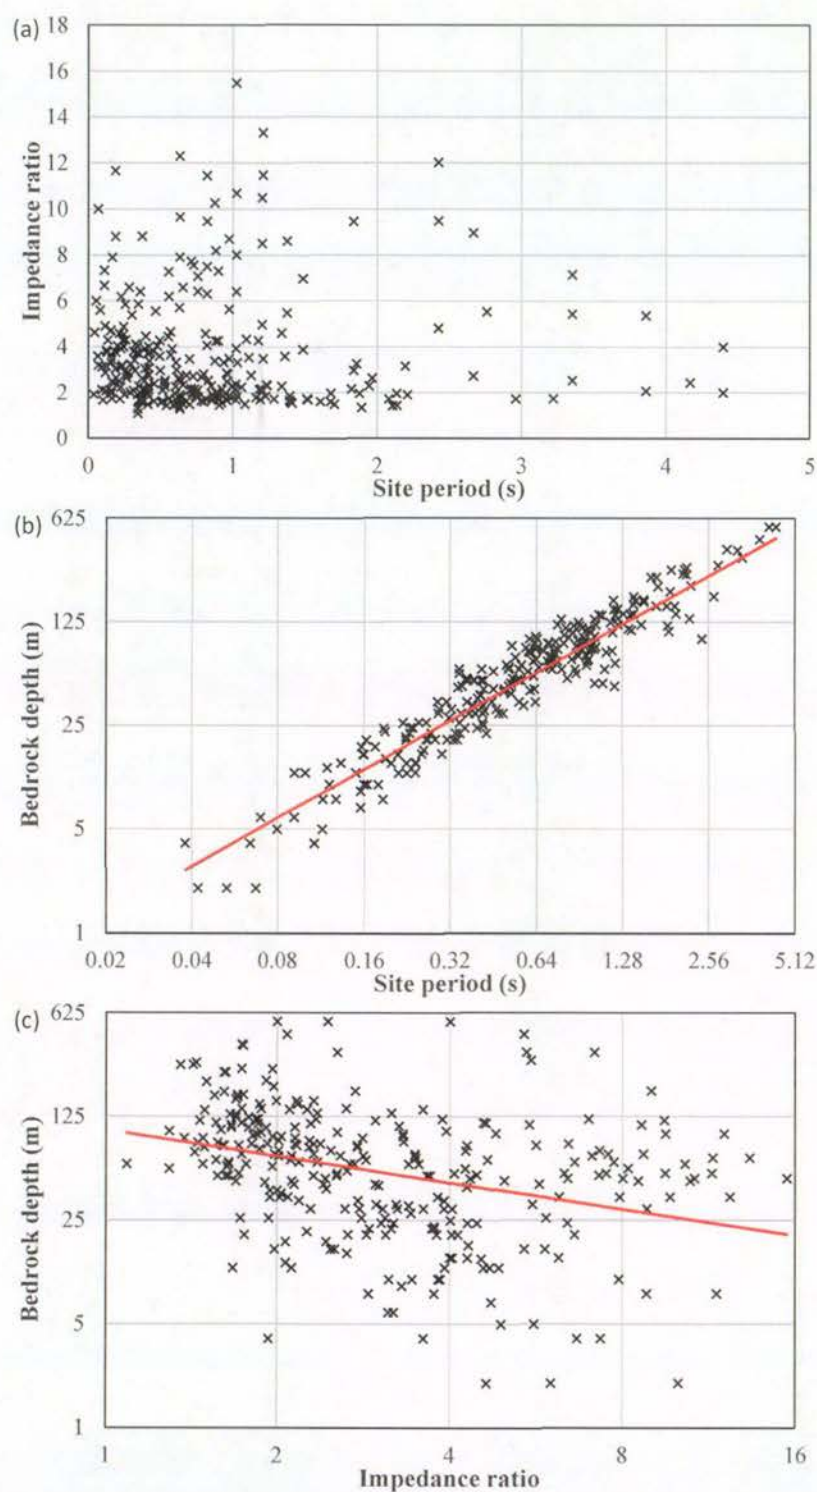 (a)
18
16
14
12
10
8
6
4
2
0
Impedance ratio
0 1 2 3 4 5
Site period (s)
(b)
625
125
25
5
1
Bedrock depth (m)
0.02 0.04 0.08 0.16 0.32 0.64 1.28 2.56 5.12
Site period (s)
(c)
625
125
25
5
1
Bedrock depth (m)
1 2 4 8 16
Impedance ratio